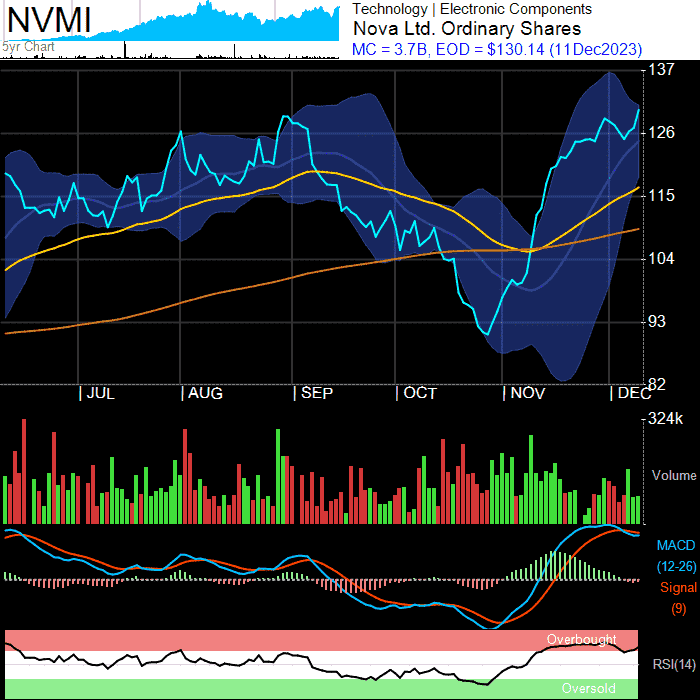 NVMI
5yr Chart
Technology | Electronic Components
Nova Ltd. Ordinary Shares
MC = 3.7B, EOD = $130.14 (11Dec2023)
137
126
115
104
93
82
| JUL | AUG | SEP | OCT | NOV | DEC
324k
Volume
MACD
(12-26)
Signal
(9)
Overbought
RSI(14)
Oversold